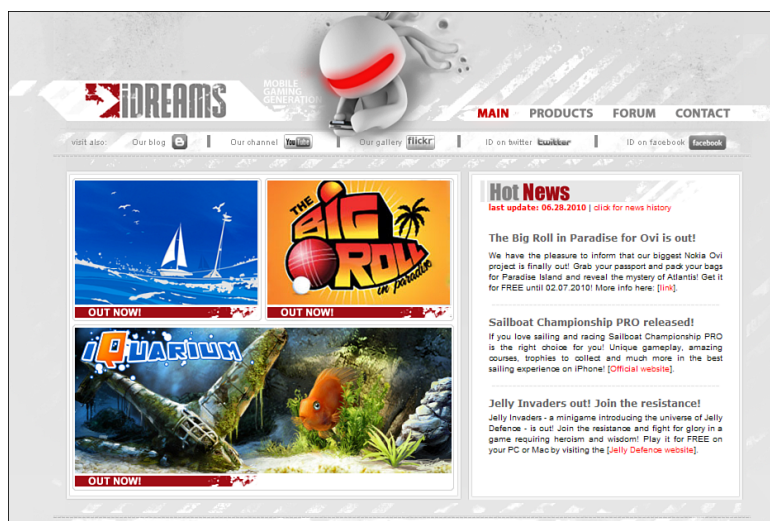 iDREAMS
MOBILE
GAMING
GENERATION
MAIN PRODUCTS FORUM CONTACT
visit also: Our blog Our channel YouTube Our gallery flickr ID on twitter twitter ID on facebook facebook
THE
BIG
ROLL
in paradise
OUT NOW!
OUT NOW!
iQUARIUM
OUT NOW!
Hot News
last update: 06.28.2010 | click for news history
The Big Roll in Paradise for Ovi is out!
We have the pleasure to inform that our biggest Nokia Ovi
project is finally out! Grab your passport and pack your bags
for Paradise Island and reveal the mystery of Atlantis! Get it
for FREE until 02.07.2010! More info here: [link].
Sailboat Championship PRO released!
If you love sailing and racing Sailboat Championship PRO
is the right choice for you! Unique gameplay, amazing
courses, trophies to collect and much more in the best
sailing experience on iPhone! [Official website].
Jelly Invaders out! Join the resistance!
Jelly Invaders - a minigame introducing the universe of Jelly
Defence - is out! Join the resistance and fight for glory in a
game requiring heroism and wisdom! Play it for FREE on
your PC or Mac by visiting the [Jelly Defence website].